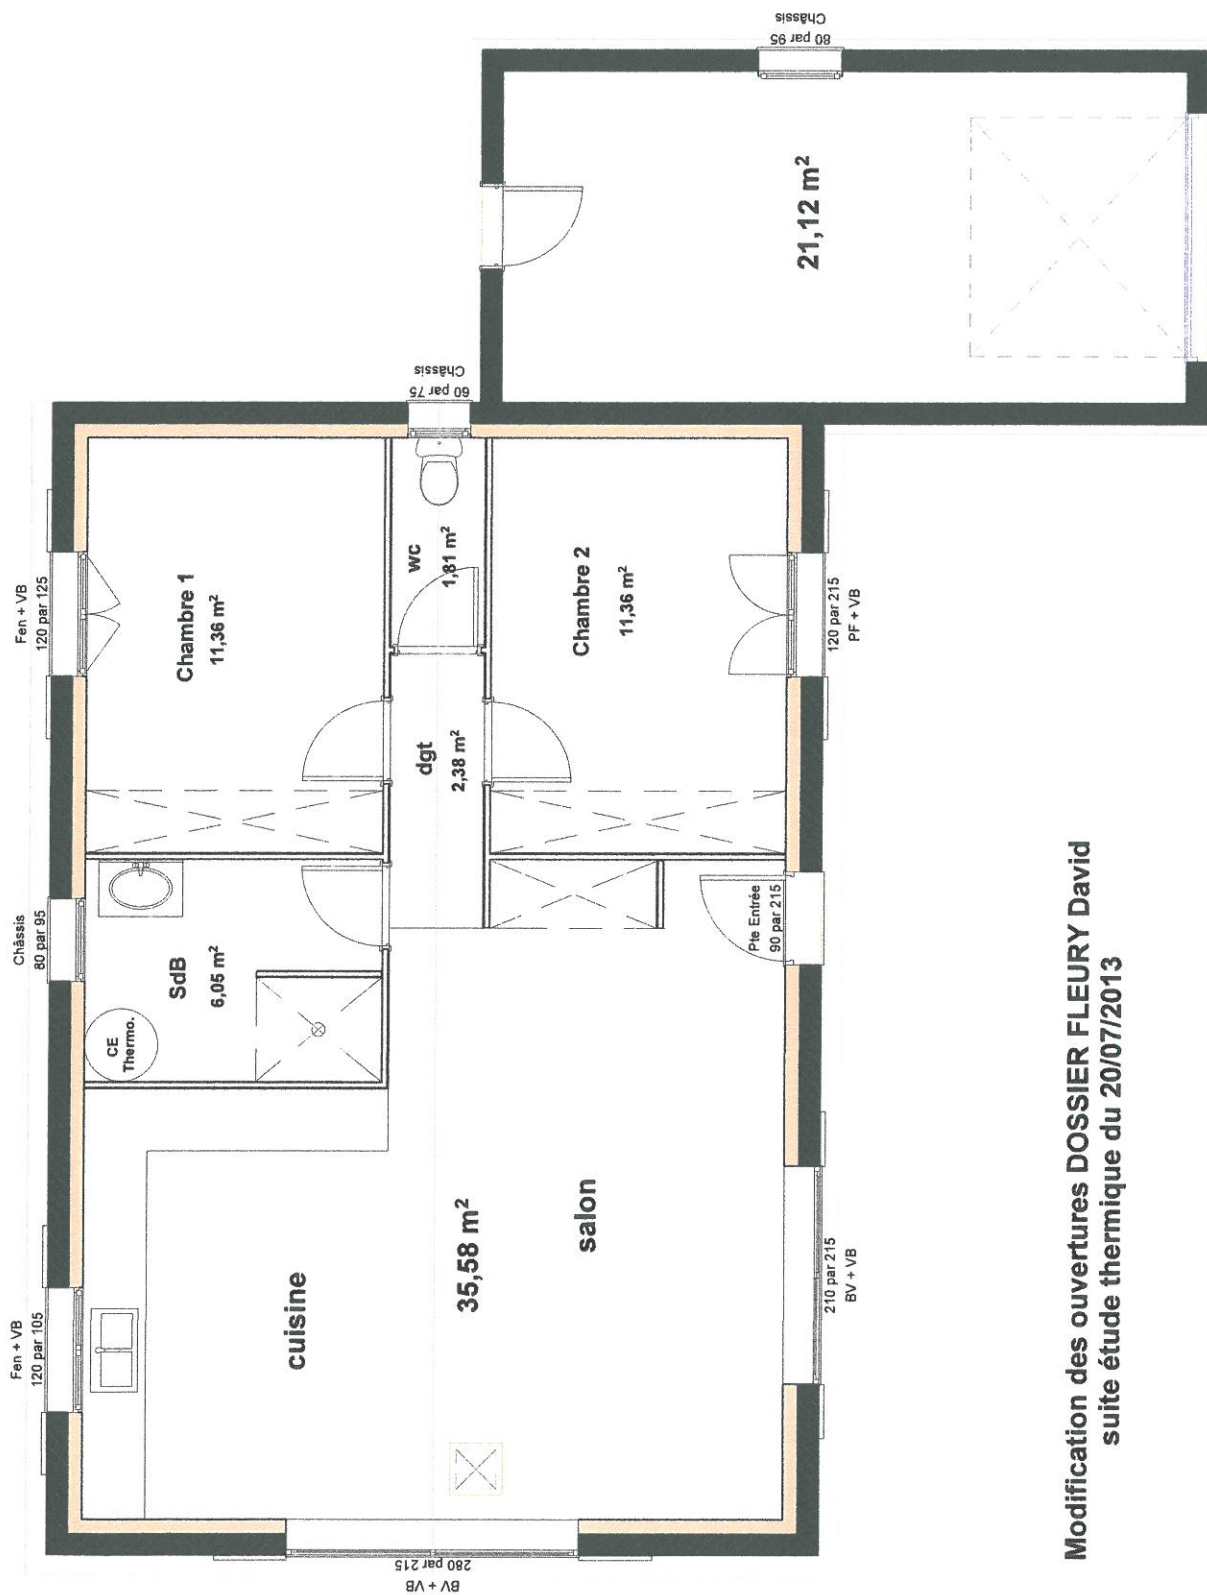 Fen + VB
120 par 105
Châssis
80 par 95
Fen + VB
120 par 125
cuisine
CE
Thermo.
SdB
6,05 m²
Chambre 1
11,36 m²
60 par 75
Châssis
BV + VB
280 par 215
35,58 m²
salon
dgt
2,38 m²
WC
1,81 m²
Chambre 2
11,36 m²
Pte Entrée
90 par 215
210 par 215
BV + VB
120 par 215
PF + VB
21,12 m²
80 par 95
Châssis
Modification des ouvertures DOSSIER FLEURY David
suite étude thermique du 20/07/2013